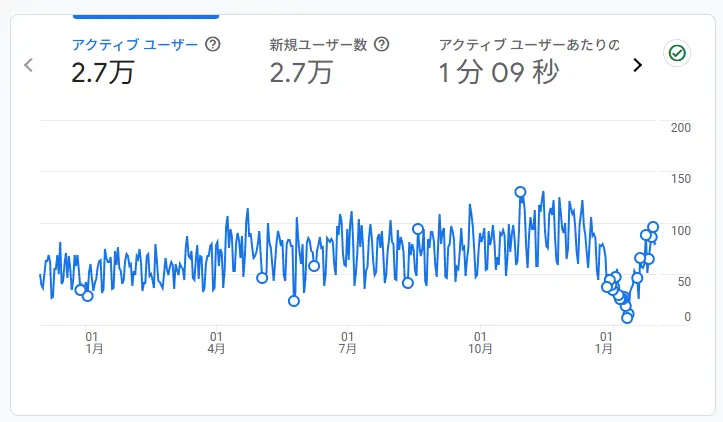 アクティブ ユーザー
2.7万
新規ユーザー数
2.7万
アクティブ ユーザーあたりの
1 分 09 秒
200
150
100
50
0
01
1月
01
4月
01
7月
01
10月
01
1月